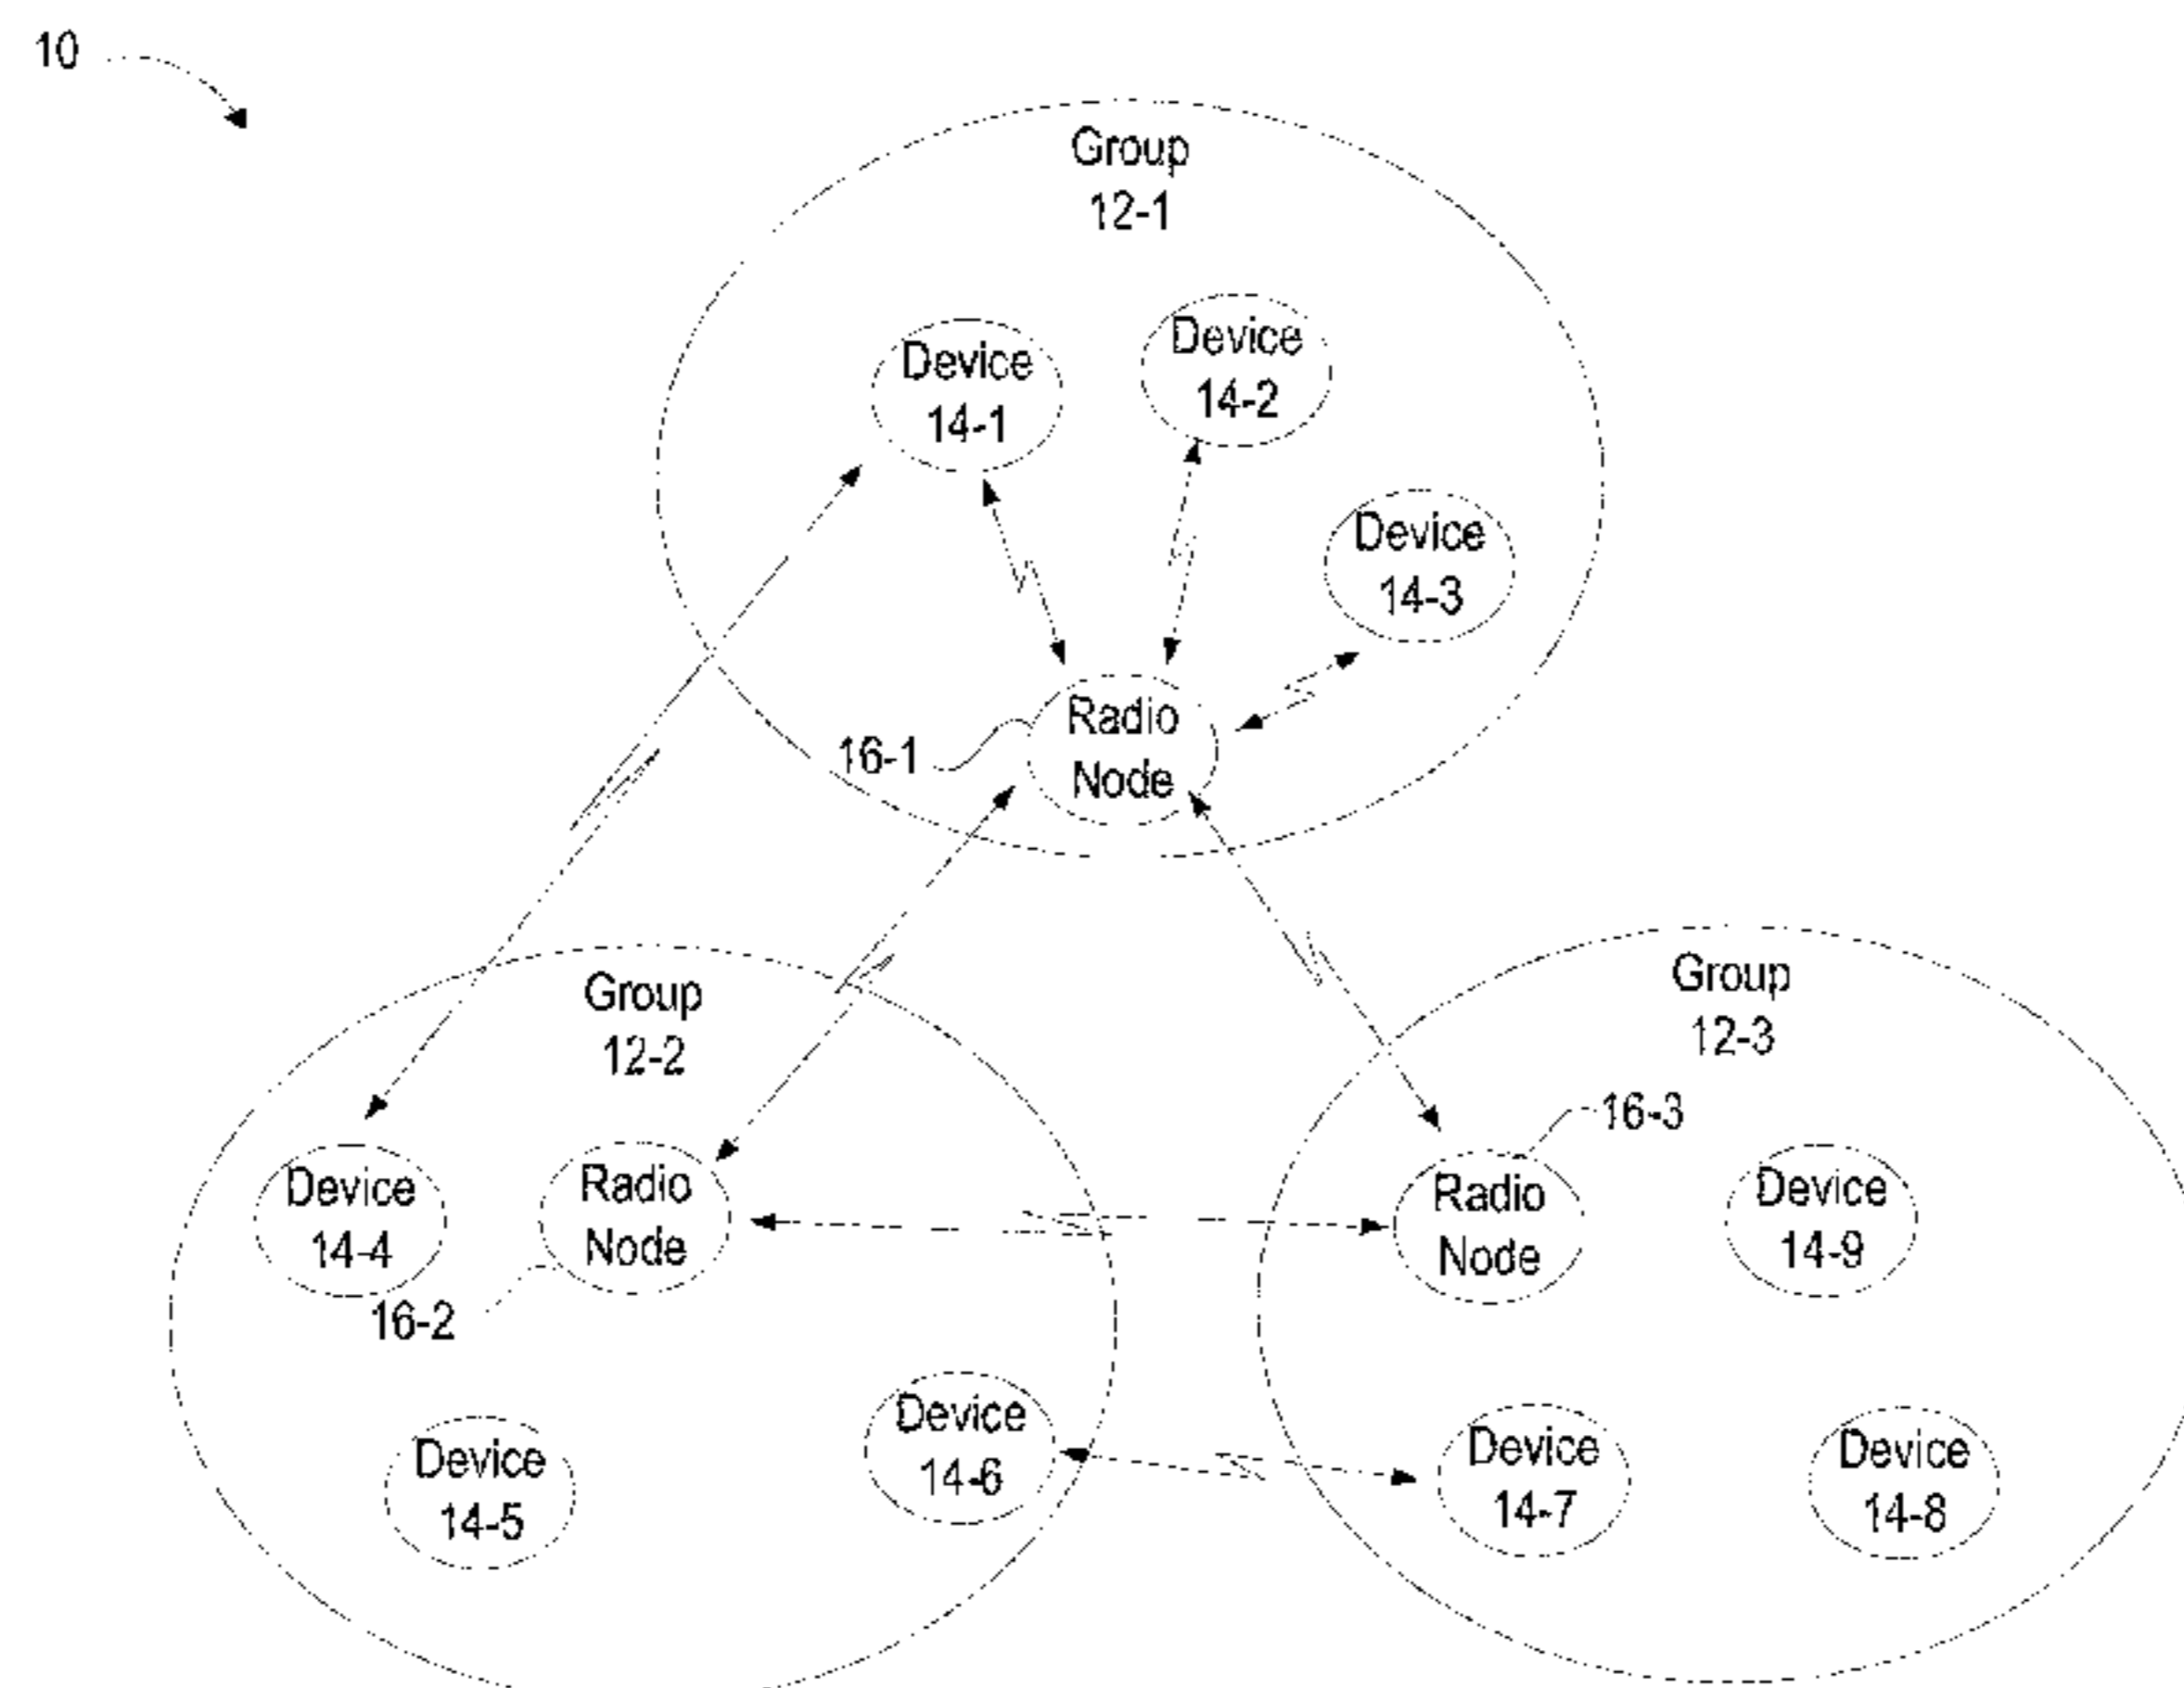 10
Group
12-1
Device
14-1
Device
14-2
Device
14-3
16-1
Radio
Node
Group
12-2
Group
12-3
16-3
Device
14-4
Radio
Node
16-2
Radio
Node
Device
14-9
Device
14-5
Device
14-6
Device
14-7
Device
14-8